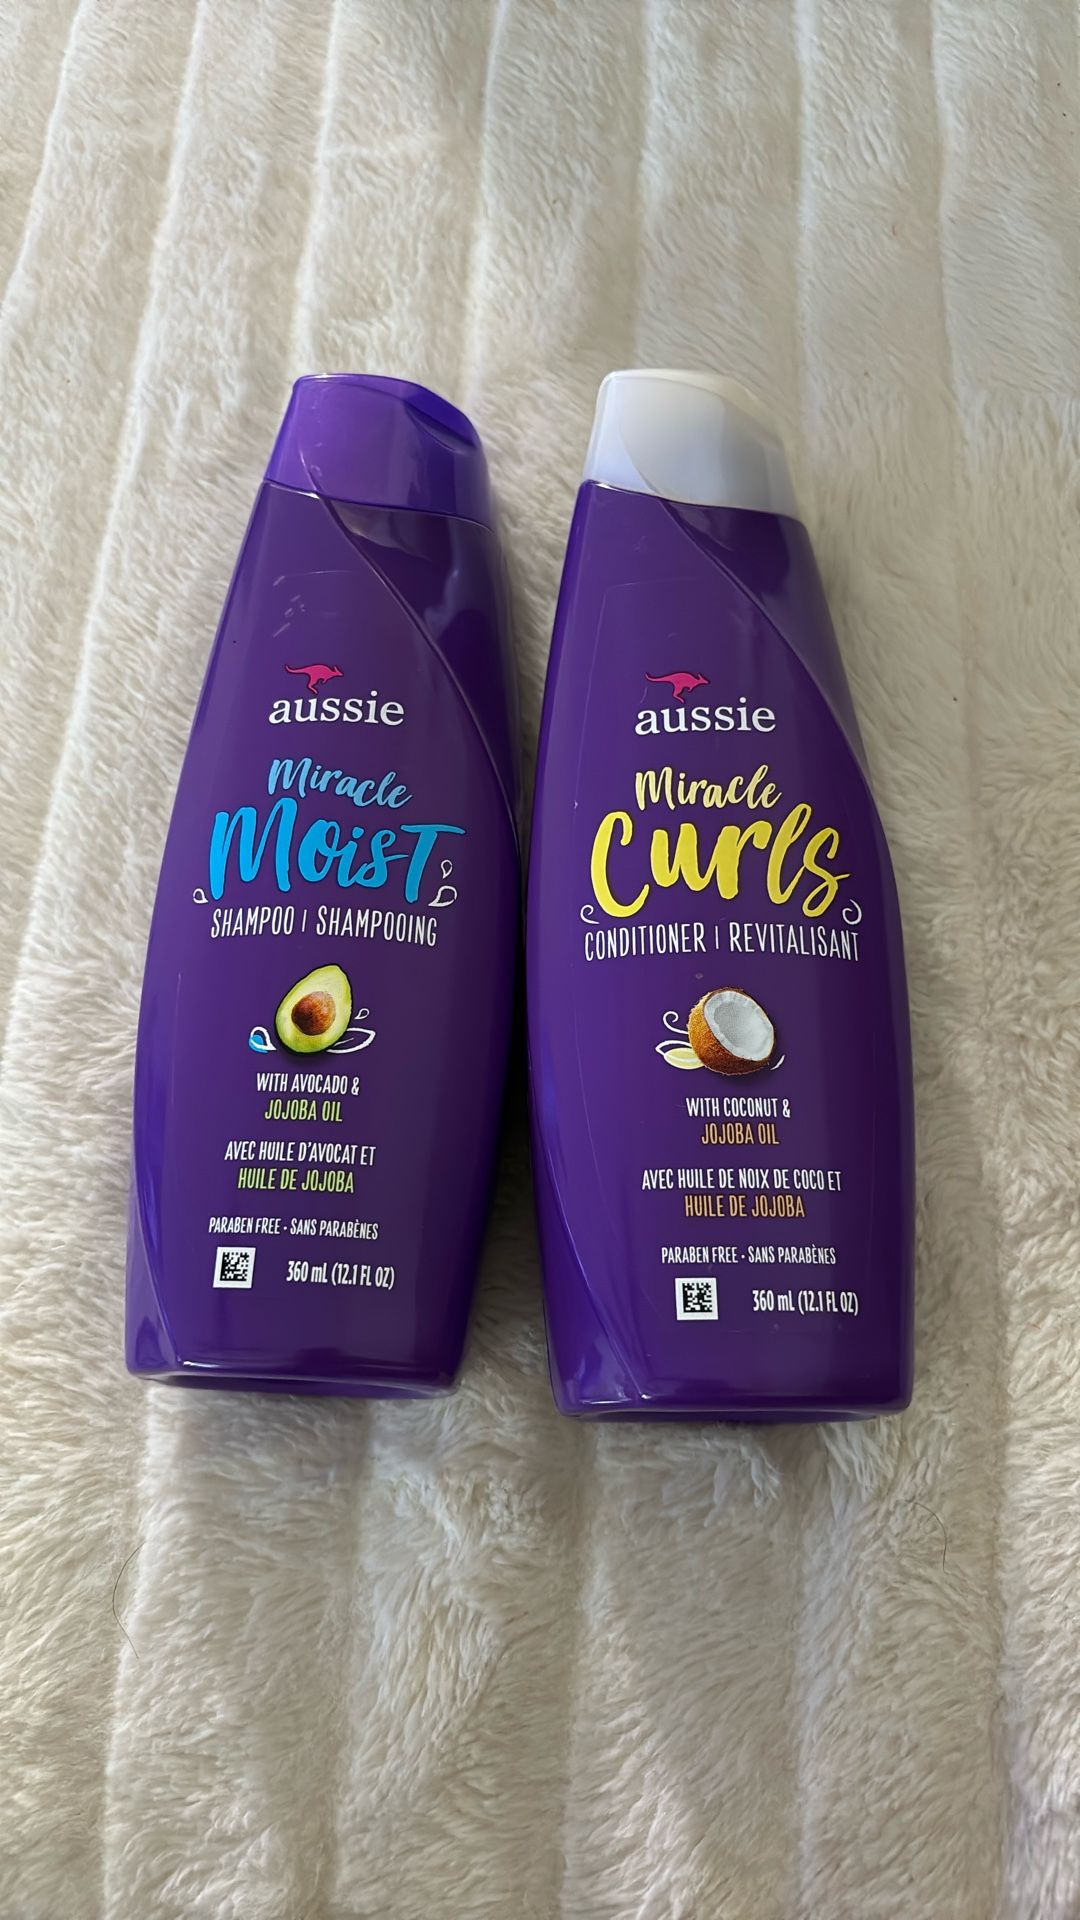 aussie
Miracle
Moist
SHAMPOO | SHAMPOOING
WITH AVOCADO &
JOJOBA OIL
AVEC HUILE D'AVOCAT ET
HUILE DE JOJOBA
PARABEN FREE · SANS PARABÈNES
360 mL (12.1 FL OZ)
aussie
Miracle
Curls
CONDITIONER | REVITALISANT
WITH COCONUT &
JOJOBA OIL
AVEC HUILE DE NOIX DE COCO ET
HUILE DE JOJOBA
PARABEN FREE · SANS PARABÈNES
360 mL (12.1 FL OZ)